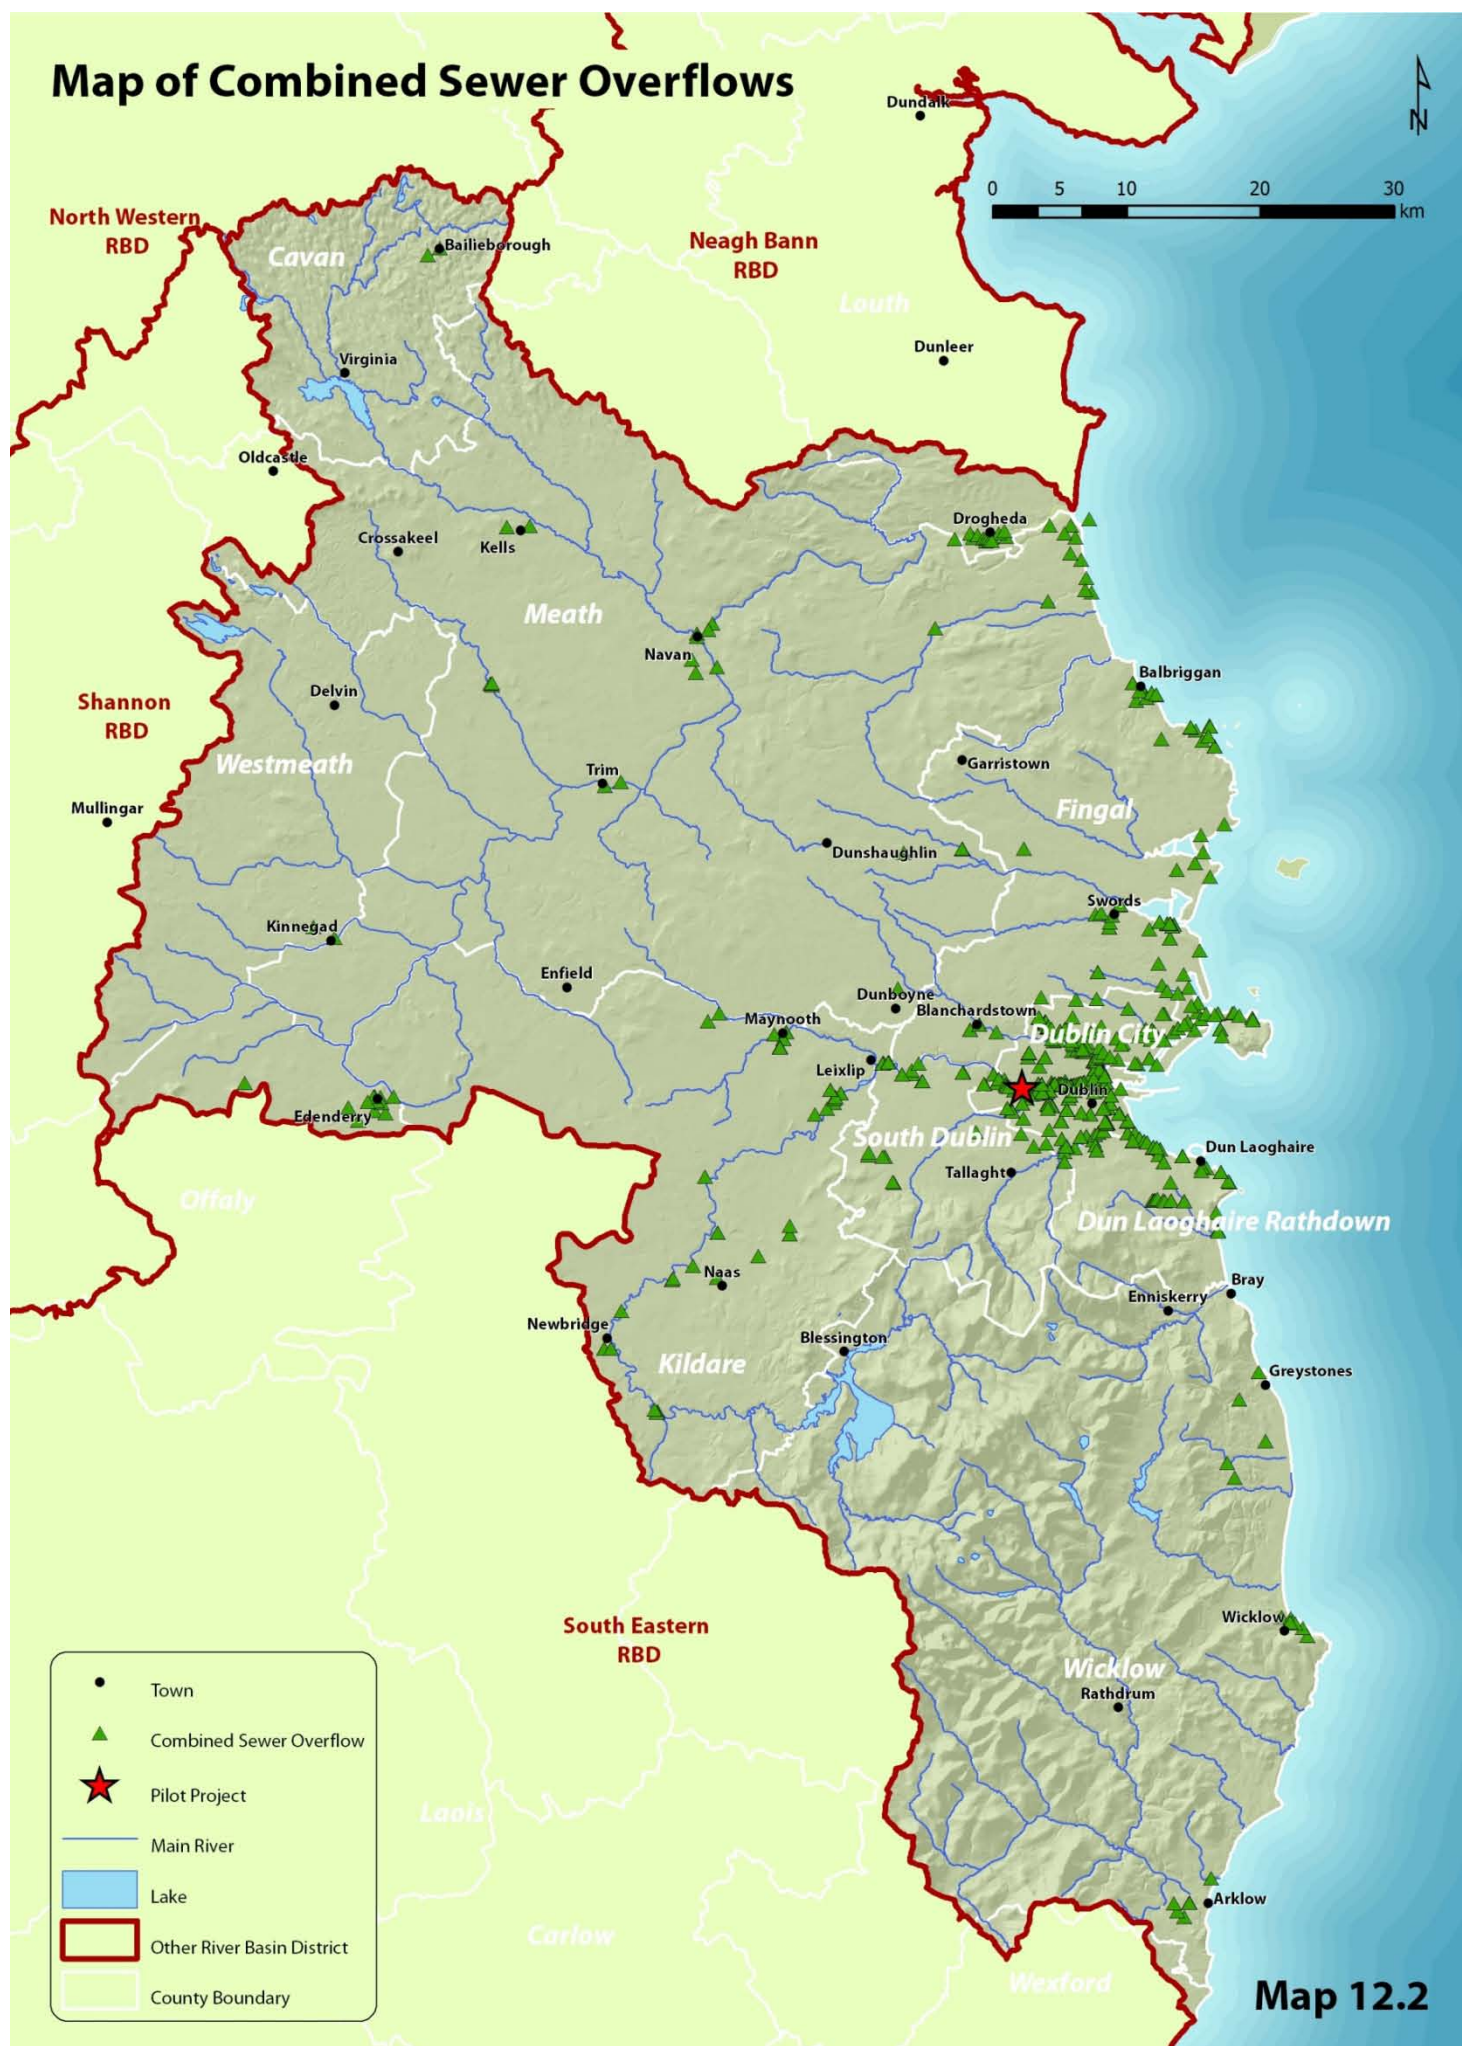 Map of Combined Sewer Overflows
Dundalk
N
0 5 10 20 30
km
North Western
RBD
Neagh Bann
RBD
Cavan
Bailieborough
Louth
Dunleer
Virginia
Oldcastle
Drogheda
Crossakeel
Kells
Meath
Navan
Balbriggan
Shannon
RBD
Delvin
Westmeath
Garristown
Trim
Fingal
Mullingar
Dunshaughlin
Swords
Kinnegad
Enfield
Dunboyne
Blanchardstown
Maynooth
Dublin City
Leixlip
Dublin
Edenderry
South Dublin
Dun Laoghaire
Tallaght
Offaly
Dun Laoghaire Rathdown
Naas
Bray
Enniskerry
Newbridge
Blessington
Kildare
Greystones
South Eastern
RBD
Wicklow
Wicklow
Rathdrum
Laois
Arklow
Carlow
Wexford
Town
Combined Sewer Overflow
Pilot Project
Main River
Lake
Other River Basin District
County Boundary
Map 12.2